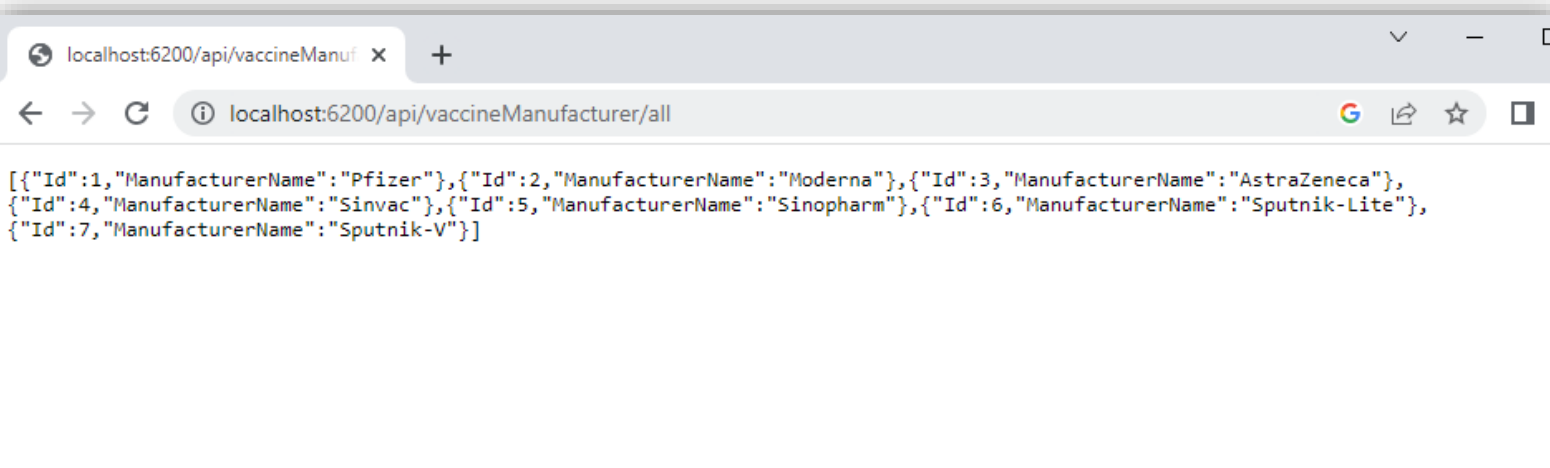 localhost:6200/api/vaccineManuf
localhost:6200/api/vaccineManufacturer/all
[{"Id":1,"ManufacturerName":"Pfizer"},{"Id":2,"ManufacturerName":"Moderna"},{"Id":3,"ManufacturerName":"AstraZeneca"},
{"Id":4,"ManufacturerName":"Sinvac"},{"Id":5,"ManufacturerName":"Sinopharm"},{"Id":6,"ManufacturerName":"Sputnik-Lite"},
{"Id":7,"ManufacturerName":"Sputnik-V"}]